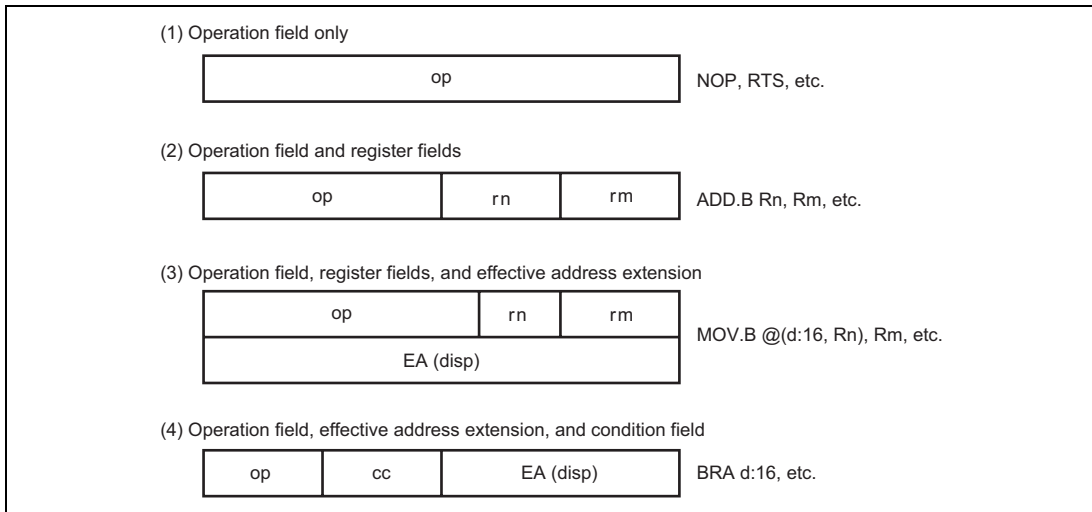 (1) Operation field only
op
NOP, RTS, etc.
(2) Operation field and register fields
op rn rm
ADD.B Rn, Rm, etc.
(3) Operation field, register fields, and effective address extension
op rn rm
EA (disp)
MOV.B @(d:16, Rn), Rm, etc.
(4) Operation field, effective address extension, and condition field
op cc EA (disp)
BRA d:16, etc.